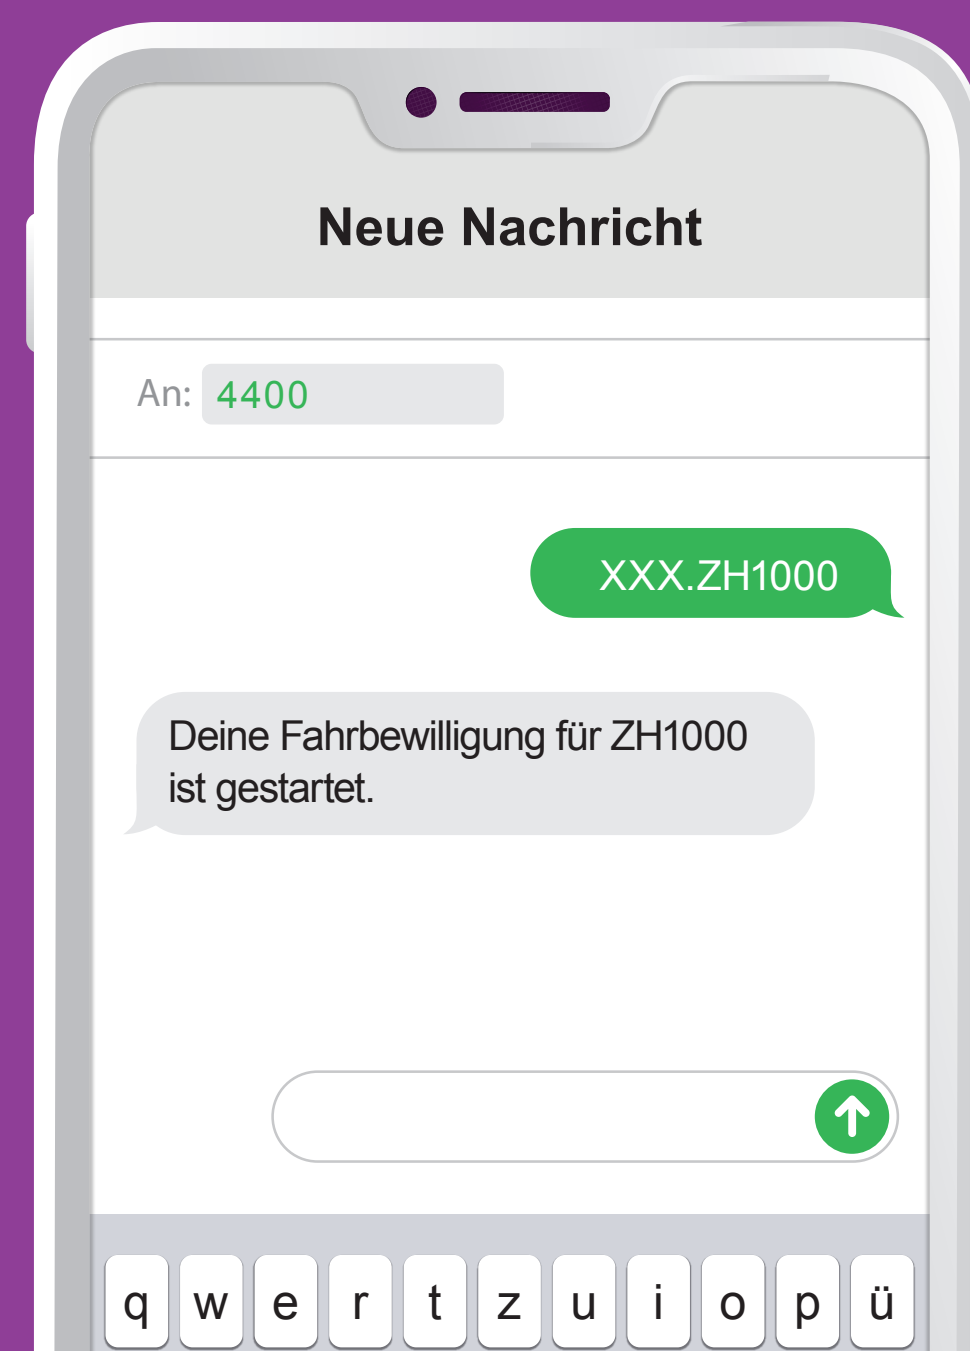 Neue Nachricht
An: 4400
XXX.ZH1000
Deine Fahrbewilligung für ZH1000
ist gestartet.
q w e r t z u i o p ü